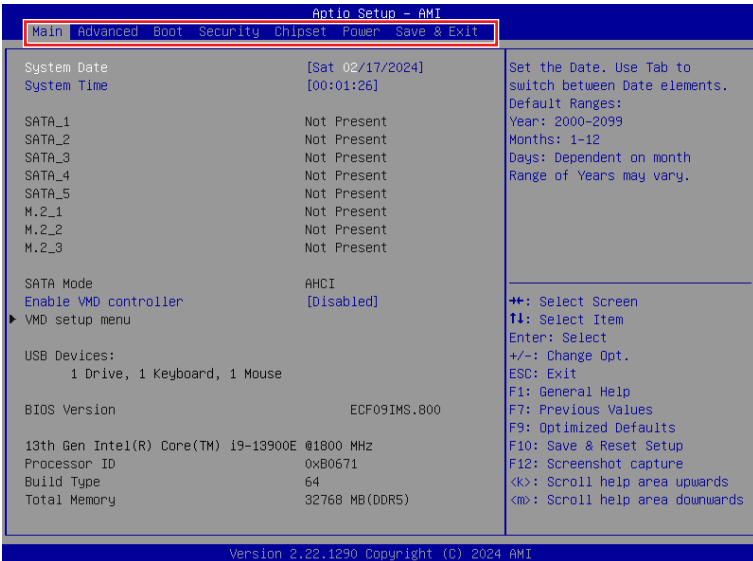 Aptio Setup – AMI
Main Advanced Boot Security Chipset Power Save & Exit
System Date [Sat 02/17/2024]
System Time [00:01:26]
SATA_1 Not Present
SATA_2 Not Present
SATA_3 Not Present
SATA_4 Not Present
SATA_5 Not Present
M.2_1 Not Present
M.2_2 Not Present
M.2_3 Not Present
SATA Mode AHCI
Enable VMD controller [Disabled]
▶ VMD setup menu
USB Devices:
1 Drive, 1 Keyboard, 1 Mouse
BIOS Version ECF09IMS.800
13th Gen Intel(R) Core(TM) i9-13900E @1800 MHz
Processor ID 0xB0671
Build Type 64
Total Memory 32768 MB(DDR5)
Set the Date. Use Tab to
switch between Date elements.
Default Ranges:
Year: 2000-2099
Months: 1-12
Days: Dependent on month
Range of Years may vary.
→←: Select Screen
↑↓: Select Item
Enter: Select
+/-: Change Opt.
ESC: Exit
F1: General Help
F7: Previous Values
F9: Optimized Defaults
F10: Save & Reset Setup
F12: Screenshot capture
<k>: Scroll help area upwards
<m>: Scroll help area downwards
Version 2.22.1290 Copyright (C) 2024 AMI